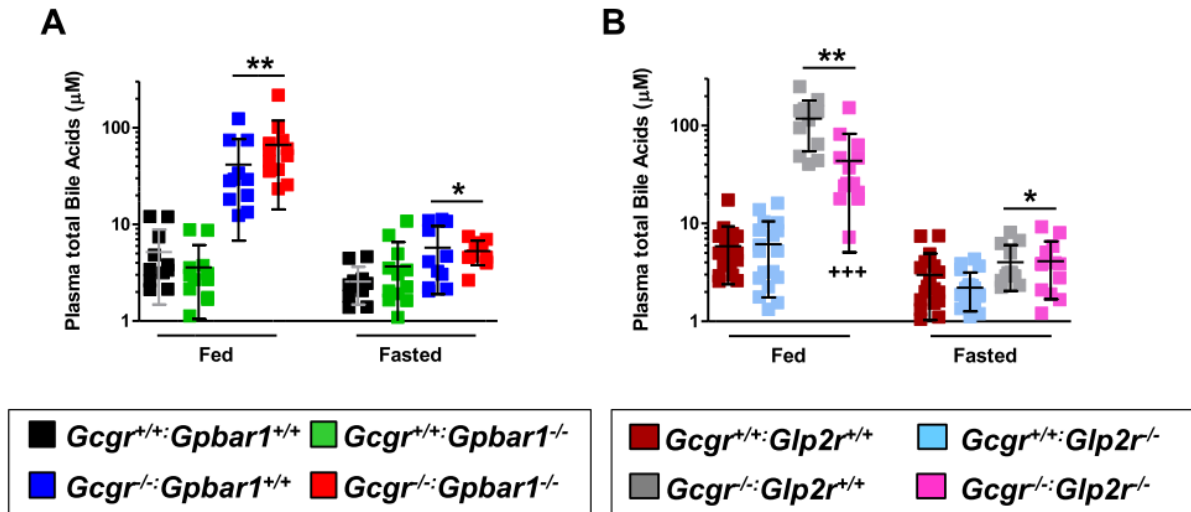 A
Plasma total Bile Acids (μM)
100
10
1
**
*
Fed
Fasted
B
Plasma total Bile Acids (μM)
100
10
1
**
+++
*
Fed
Fasted
Gcgr+/+:Gpbar1+/+ Gcgr+/+:Gpbar1-/-
Gcgr-/-:Gpbar1+/+ Gcgr-/-:Gpbar1-/-
Gcgr+/+:Glp2r+/+ Gcgr+/+:Glp2r-/-
Gcgr-/-:Glp2r+/+ Gcgr-/-:Glp2r-/-